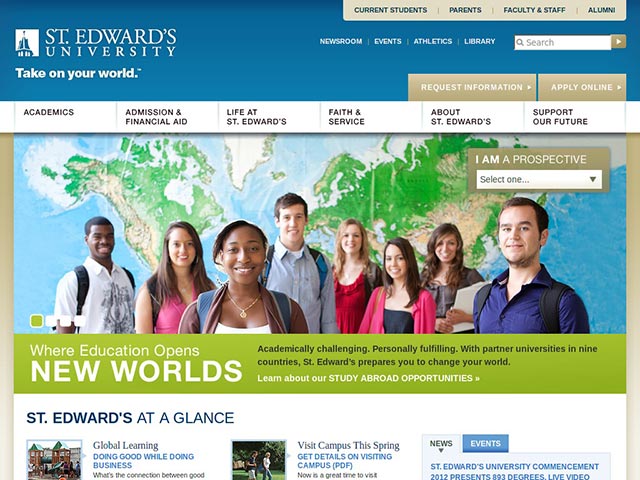 CURRENT STUDENTS | PARENTS | FACULTY & STAFF | ALUMNI
ST. EDWARD'S
UNIVERSITY
Take on your world.™
NEWSROOM | EVENTS | ATHLETICS | LIBRARY
Search
REQUEST INFORMATION
APPLY ONLINE
ACADEMICS
ADMISSION &
FINANCIAL AID
LIFE AT
ST. EDWARD'S
FAITH &
SERVICE
ABOUT
ST. EDWARD'S
SUPPORT
OUR FUTURE
I AM A PROSPECTIVE
Select one...
Where Education Opens
NEW WORLDS
Academically challenging. Personally fulfilling. With partner universities in nine
countries, St. Edward's prepares you to change your world.
Learn about our STUDY ABROAD OPPORTUNITIES »
ST. EDWARD'S AT A GLANCE
Global Learning
DOING GOOD WHILE DOING
BUSINESS
What's the connection between good
Visit Campus This Spring
GET DETAILS ON VISITING
CAMPUS (PDF)
Now is a great time to visit
NEWS
EVENTS
ST. EDWARD'S UNIVERSITY COMMENCEMENT
2012 PRESENTS 893 DEGREES, LIVE VIDEO